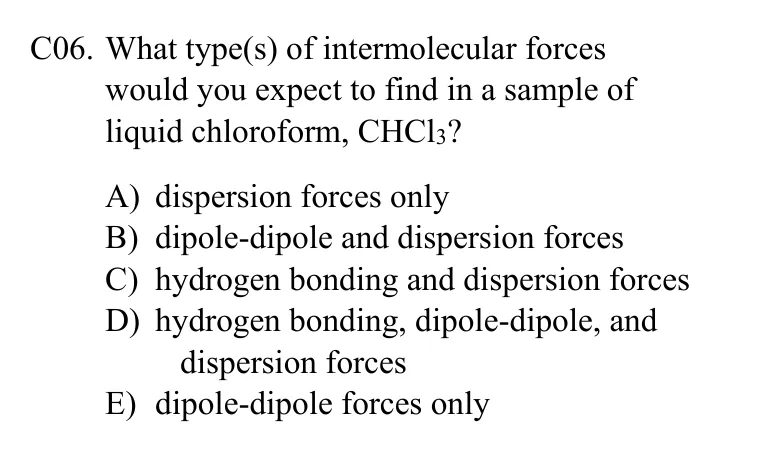 C06. What type(s) of intermolecular forces
would you expect to find in a sample of
liquid chloroform, CHCl₃?
A) dispersion forces only
B) dipole-dipole and dispersion forces
C) hydrogen bonding and dispersion forces
D) hydrogen bonding, dipole-dipole, and
dispersion forces
E) dipole-dipole forces only